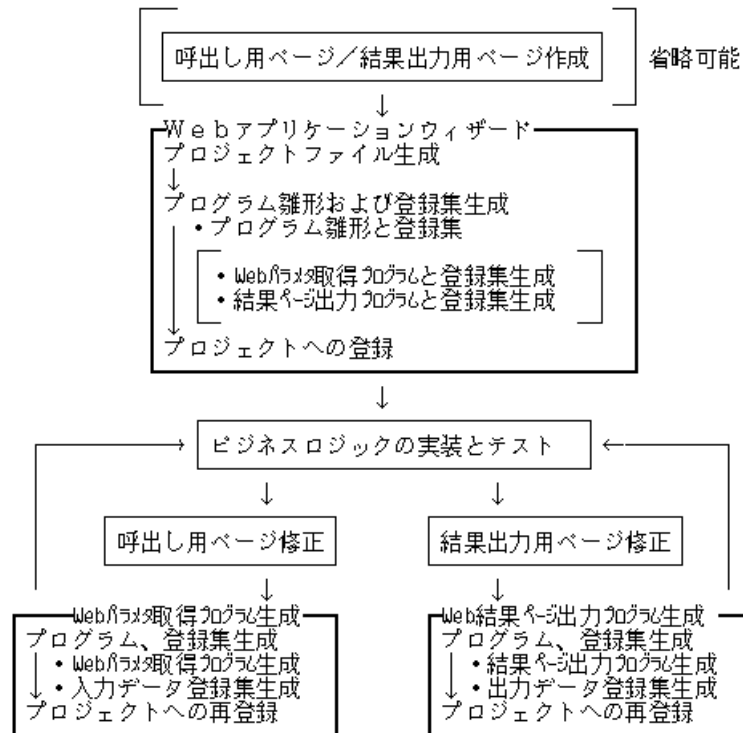 呼出し用ページ／結果出力用ページ作成
省略可能
Ｗｅｂアプリケーションウィザード
プロジェクトファイル生成
↓
プログラム雛形および登録集生成
・プログラム雛形と登録集
・Webﾊﾟﾗﾒﾀ取得ﾌﾟﾛｸﾞﾗﾑと登録集生成
・結果ﾍﾟｰｼﾞ出力ﾌﾟﾛｸﾞﾗﾑと登録集生成
プロジェクトへの登録
↓
ビジネスロジックの実装とテスト
↓ ↓
呼出し用ページ修正
結果出力用ページ修正
↓ ↓
Webﾊﾟﾗﾒﾀ取得ﾌﾟﾛｸﾞﾗﾑ生成
プログラム、登録集生成
・Webﾊﾟﾗﾒﾀ取得ﾌﾟﾛｸﾞﾗﾑ生成
・入力データ登録集生成
プロジェクトへの再登録
Web結果ﾍﾟｰｼﾞ出力ﾌﾟﾛｸﾞﾗﾑ生成
プログラム、登録集生成
・結果ﾍﾟｰｼﾞ出力ﾌﾟﾛｸﾞﾗﾑ生成
・出力データ登録集生成
プロジェクトへの再登録